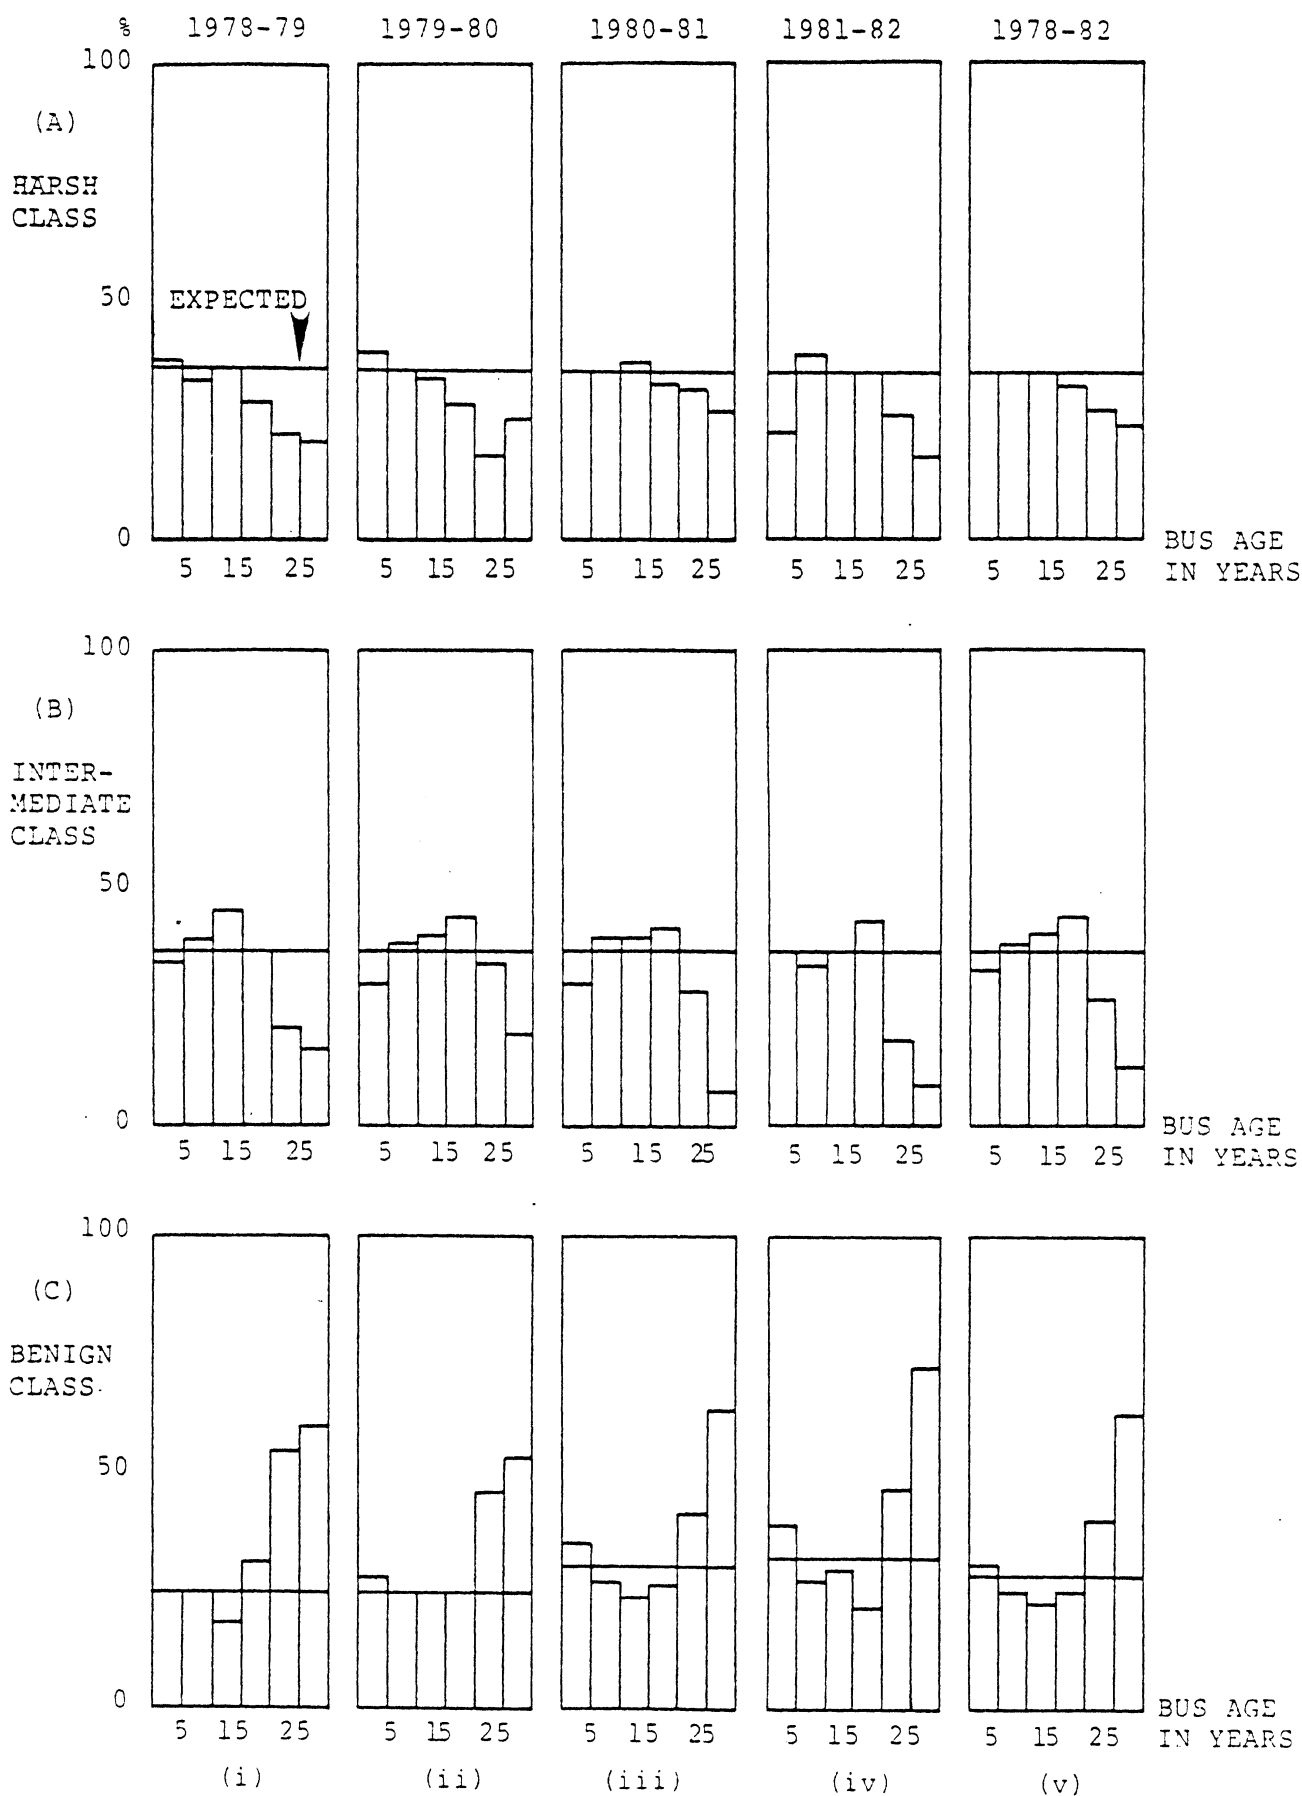 % 1978-79 1979-80 1980-81 1981-82 1978-82
100
(A)
HARSH
CLASS
50 EXPECTED
0
BUS AGE
5 15 25 5 15 25 5 15 25 5 15 25 5 15 25 IN YEARS
100
(B)
INTER-
MEDIATE
CLASS
50
0
BUS AGE
5 15 25 5 15 25 5 15 25 5 15 25 5 15 25 IN YEARS
100
(C)
BENIGN
CLASS
50
0
BUS AGE
5 15 25 5 15 25 5 15 25 5 15 25 5 15 25 IN YEARS
(i) (ii) (iii) (iv) (v)